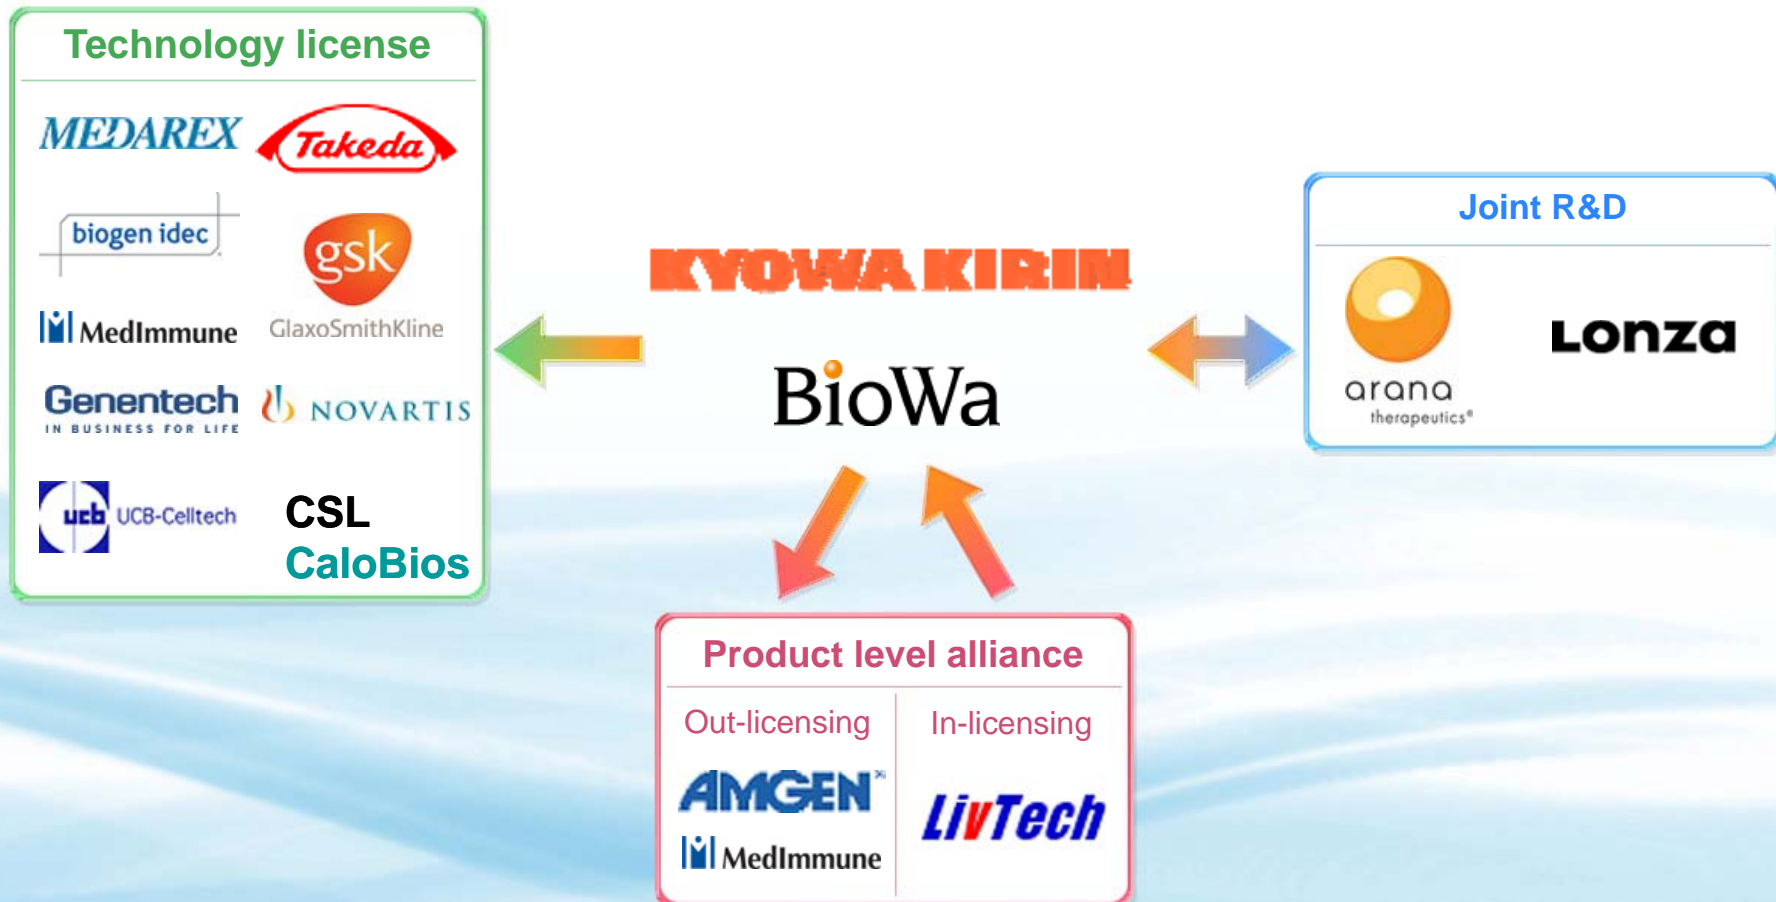 Technology license
MEDAREX
Takeda
biogen idec
gsk
GlaxoSmithKline
MedImmune
Genentech
IN BUSINESS FOR LIFE
NOVARTIS
ucb UCB-Celltech
CSL
CaloBios
KYOWA KIRIN
BioWa
Joint R&D
arana
therapeutics®
Lonza
Product level alliance
Out-licensing
AMGEN
MedImmune
In-licensing
LivTech